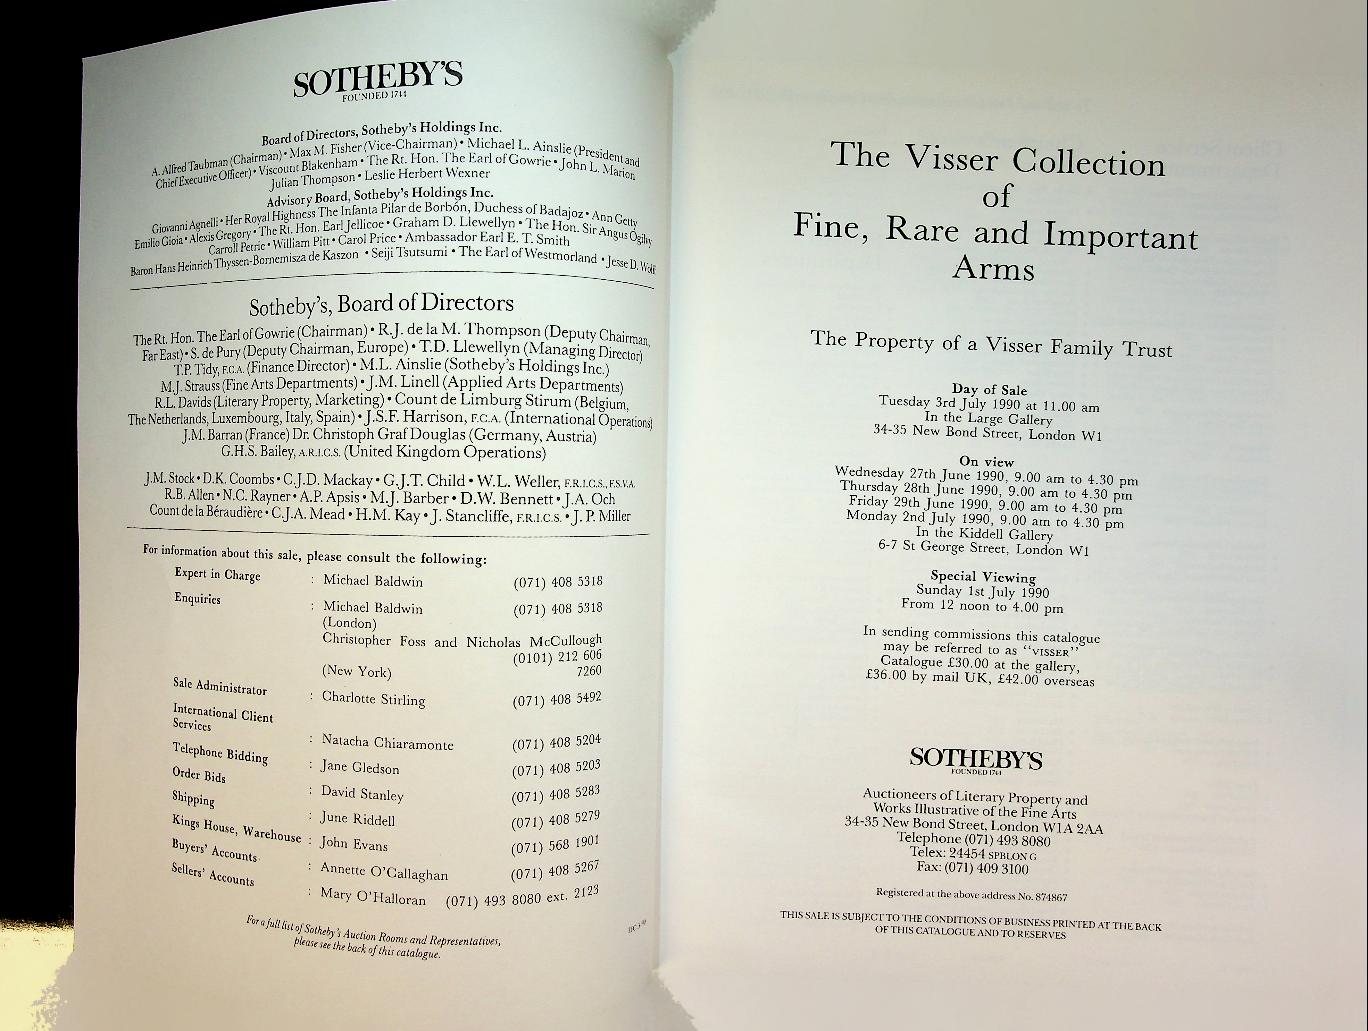 SOTHEBY'S
FOUNDED 1744
Board of Directors, Sotheby's Holdings Inc.
A. Alfred Taubman (Chairman) • Max M. Fisher (Vice-Chairman) • Michael L. Ainslie (President and
Chief Executive Officer) • Viscount Blakenham • The Rt. Hon. The Earl of Gowrie • John L. Marion
Julian Thompson • Leslie Herbert Wexner
Advisory Board, Sotheby's Holdings Inc.
Giovanni Agnelli • Her Royal Highness The Infanta Pilar de Borbón, Duchess of Badajoz • Ann Getty
Emilio Gioia • Alexis Gregory • The Rt. Hon. Earl Jellicoe • Graham D. Llewellyn • The Hon. Sir Angus Ogilvy
Carroll Petrie • William Pitt • Carol Price • Ambassador Earl E. T. Smith
Baron Hans Heinrich Thyssen-Bornemisza de Kaszon • Seiji Tsutsumi • The Earl of Westmorland • Jesse D. Wolff
Sotheby's, Board of Directors
The Rt. Hon. The Earl of Gowrie (Chairman) • R.J. de la M. Thompson (Deputy Chairman,
Far East) • S. de Pury (Deputy Chairman, Europe) • T.D. Llewellyn (Managing Director)
T.P. Tidy, F.C.A. (Finance Director) • M.L. Ainslie (Sotheby's Holdings Inc.)
M.J. Strauss (Fine Arts Departments) • J.M. Linell (Applied Arts Departments)
R.L. Davids (Literary Property, Marketing) • Count de Limburg Stirum (Belgium,
The Netherlands, Luxembourg, Italy, Spain) • J.S.F. Harrison, F.C.A. (International Operations)
J.M. Barran (France) Dr. Christoph Graf Douglas (Germany, Austria)
G.H.S. Bailey, A.R.I.C.S. (United Kingdom Operations)
J.M. Stock • D.K. Coombs • C.J.D. Mackay • G.J.T. Child • W.L. Weller, F.R.I.C.S., F.S.V.A.
R.B. Allen • N.C. Rayner • A.P. Apsis • M.J. Barber • D.W. Bennett • J.A. Och
Count de la Béraudière • C.J.A. Mead • H.M. Kay • J. Stancliffe, F.R.I.C.S. • J.P. Miller
For information about this sale, please consult the following:
Expert in Charge : Michael Baldwin (071) 408 5318
Enquiries : Michael Baldwin (071) 408 5318
(London)
Christopher Foss and Nicholas McCullough
(0101) 212 606
(New York) 7260
Sale Administrator : Charlotte Stirling (071) 408 5492
International Client
Services : Natacha Chiaramonte (071) 408 5204
Telephone Bidding : Jane Gledson (071) 408 5203
Order Bids : David Stanley (071) 408 5283
Shipping : June Riddell (071) 408 5279
Kings House, Warehouse : John Evans (071) 568 1901
Buyers' Accounts : Annette O'Callaghan (071) 408 5267
Sellers' Accounts : Mary O'Halloran (071) 493 8080 ext. 2123
For a full list of Sotheby's Auction Rooms and Representatives,
please see the back of this catalogue.
The Visser Collection
of
Fine, Rare and Important
Arms
The Property of a Visser Family Trust
Day of Sale
Tuesday 3rd July 1990 at 11.00 am
In the Large Gallery
34-35 New Bond Street, London W1
On view
Wednesday 27th June 1990, 9.00 am to 4.30 pm
Thursday 28th June 1990, 9.00 am to 4.30 pm
Friday 29th June 1990, 9.00 am to 4.30 pm
Monday 2nd July 1990, 9.00 am to 4.30 pm
In the Kiddell Gallery
6-7 St George Street, London W1
Special Viewing
Sunday 1st July 1990
From 12 noon to 4.00 pm
In sending commissions this catalogue
may be referred to as "VISSER"
Catalogue £30.00 at the gallery,
£36.00 by mail UK, £42.00 overseas
SOTHEBY'S
FOUNDED 1744
Auctioneers of Literary Property and
Works Illustrative of the Fine Arts
34-35 New Bond Street, London W1A 2AA
Telephone (071) 493 8080
Telex: 24454 SPBLON G
Fax: (071) 409 3100
Registered at the above address No. 874867
THIS SALE IS SUBJECT TO THE CONDITIONS OF BUSINESS PRINTED AT THE BACK
OF THIS CATALOGUE AND TO RESERVES